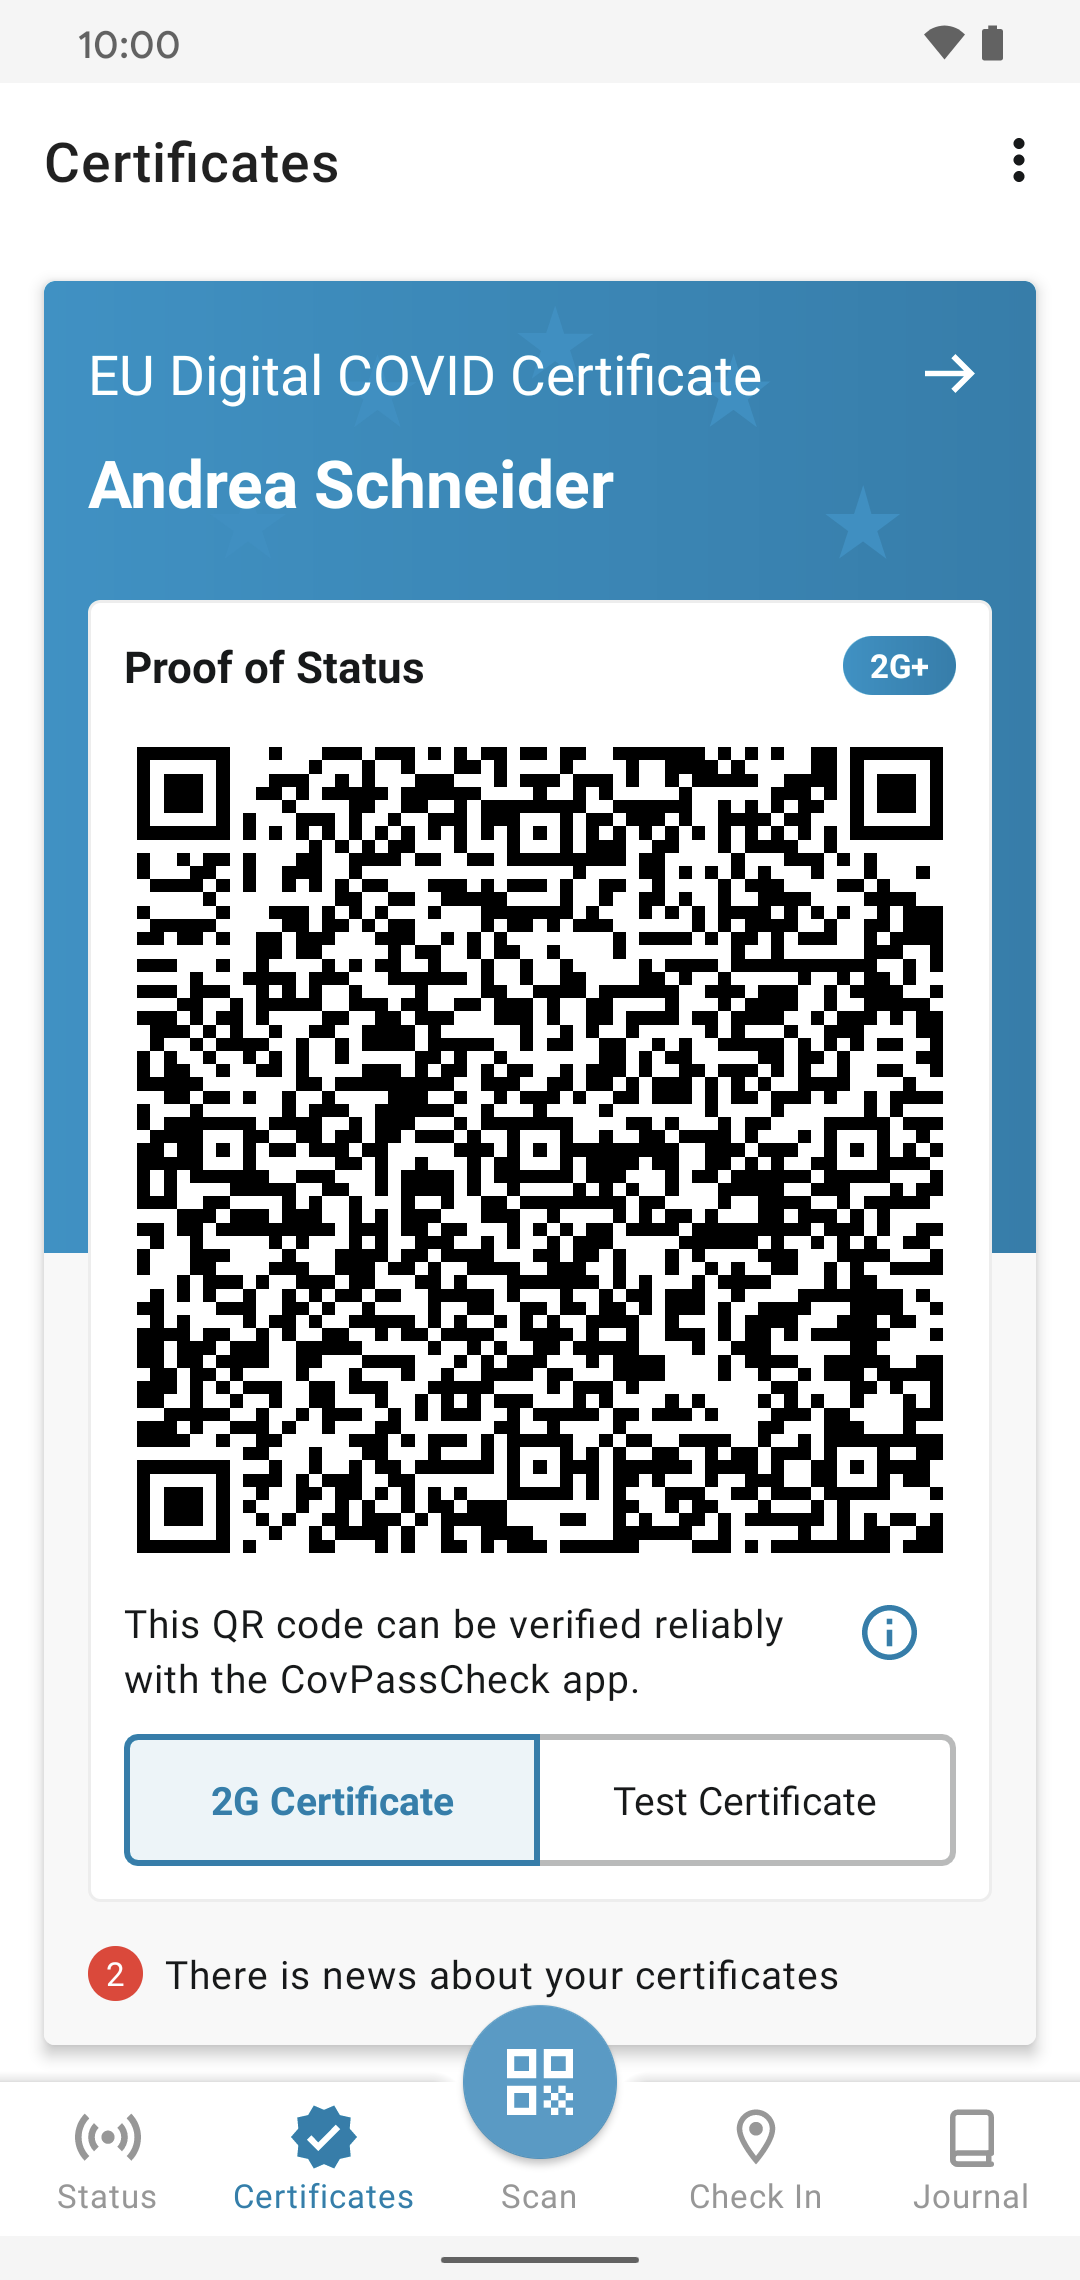 10:00
Certificates
EU Digital COVID Certificate
Andrea Schneider
Proof of Status
2G+
This QR code can be verified reliably
with the CovPassCheck app.
2G Certificate
Test Certificate
2
There is news about your certificates
Status
Certificates
Scan
Check In
Journal